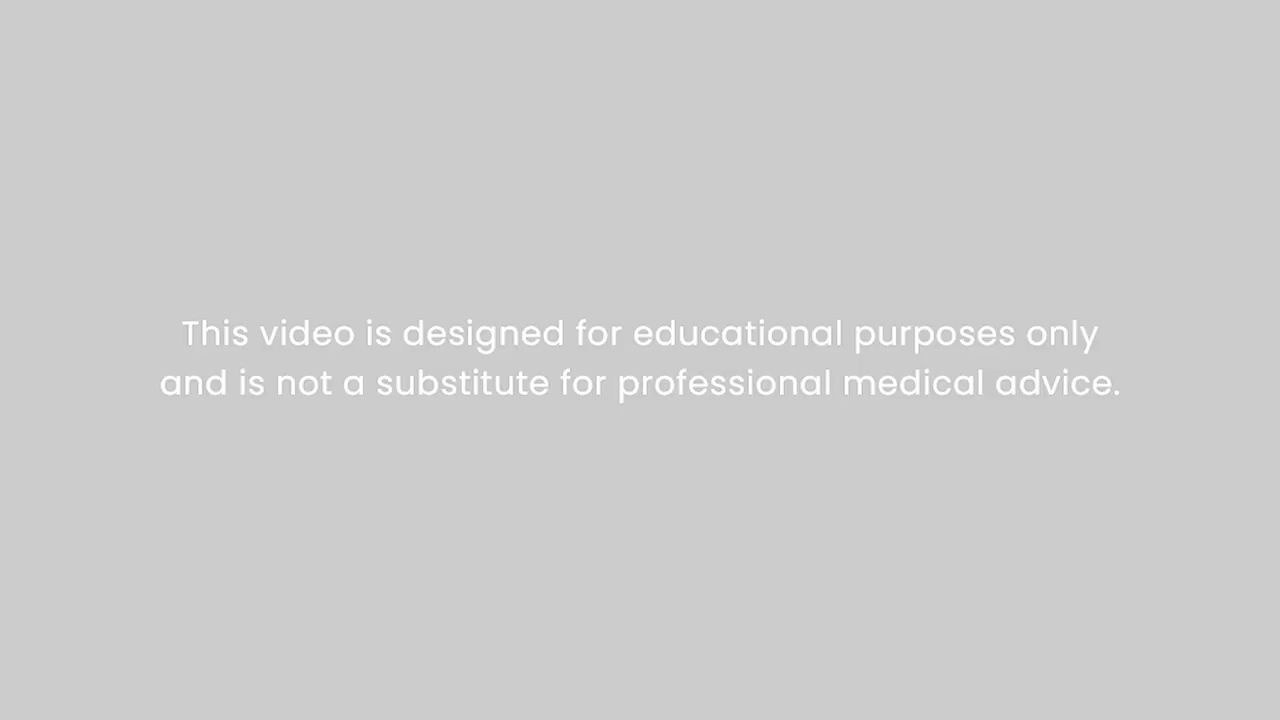 This video is designed for educational purposes only
and is not a substitute for professional medical advice.